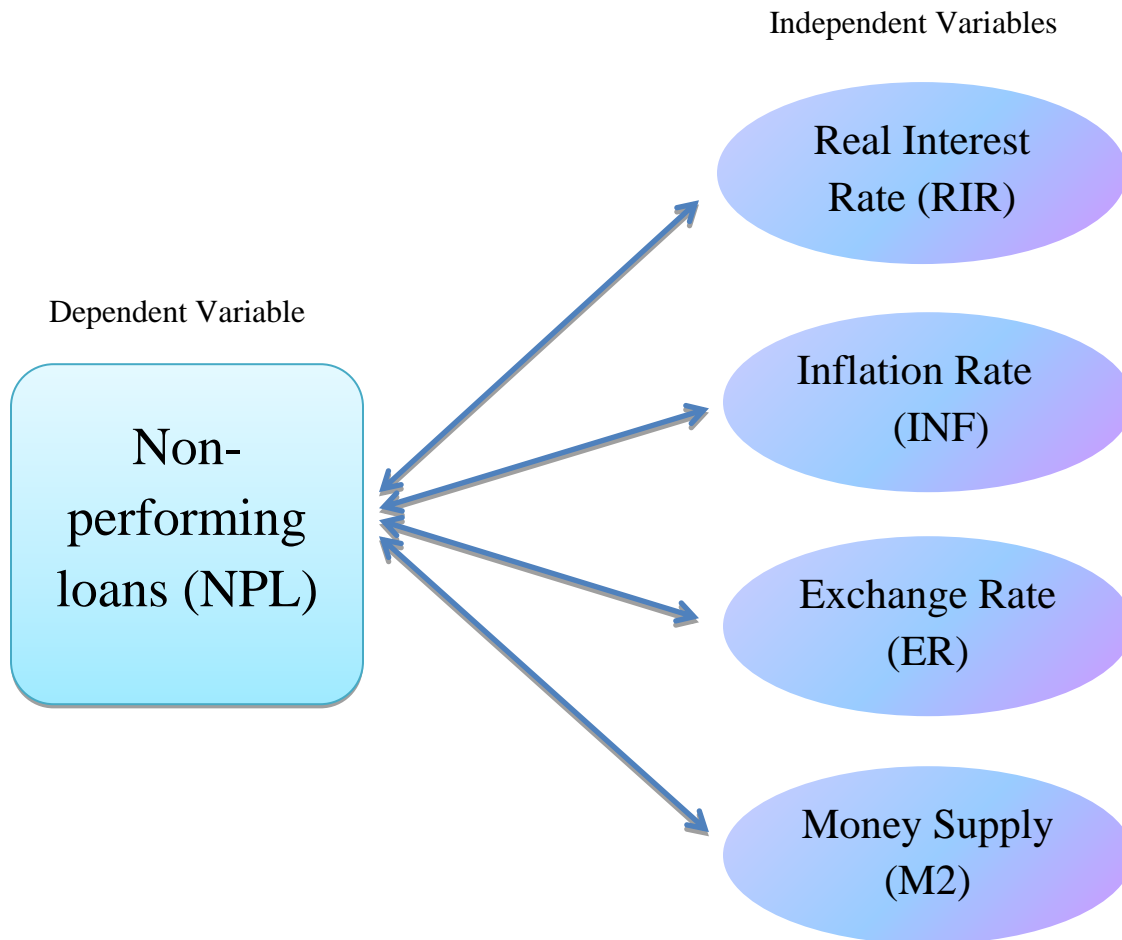 Independent Variables
Real Interest
Rate (RIR)
Inflation Rate
(INF)
Dependent Variable
Non-
performing
loans (NPL)
Exchange Rate
(ER)
Money Supply
(M2)